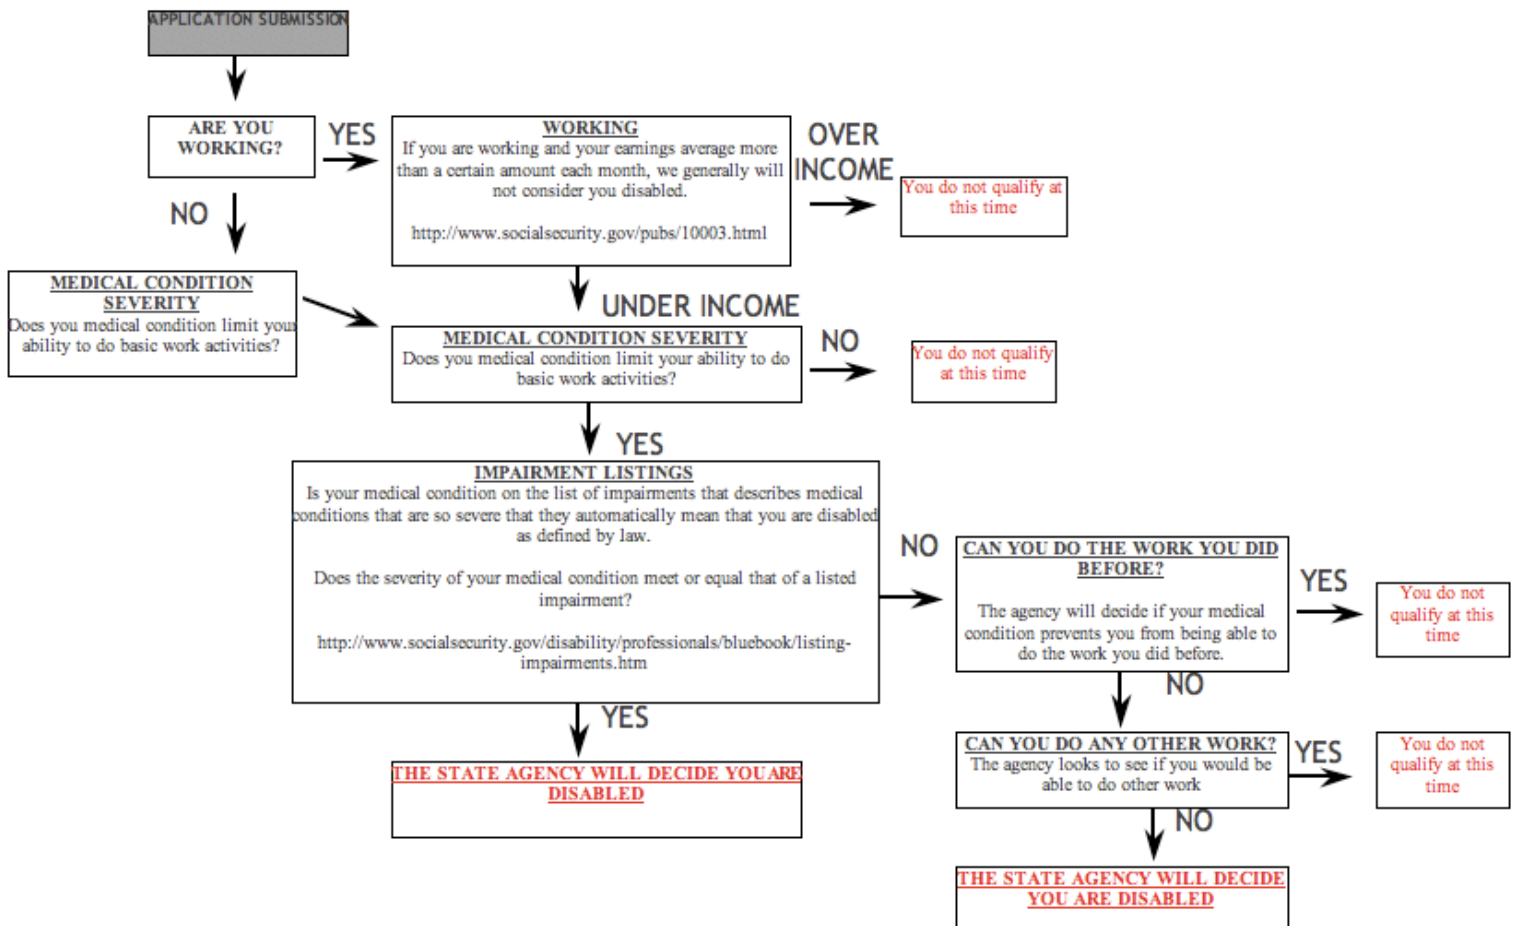 APPLICATION SUBMISSION
ARE YOU
WORKING?
YES
WORKING
If you are working and your earnings average more
than a certain amount each month, we generally will
not consider you disabled.
http://www.socialsecurity.gov/pubs/10003.html
OVER
INCOME
You do not qualify at
this time
NO
MEDICAL CONDITION
SEVERITY
Does you medical condition limit your
ability to do basic work activities?
UNDER INCOME
MEDICAL CONDITION SEVERITY
Does you medical condition limit your ability to do
basic work activities?
NO
You do not qualify
at this time
YES
IMPAIRMENT LISTINGS
Is your medical condition on the list of impairments that describes medical
conditions that are so severe that they automatically mean that you are disabled
as defined by law.
Does the severity of your medical condition meet or equal that of a listed
impairment?
http://www.socialsecurity.gov/disability/professionals/bluebook/listing-
impairments.htm
NO
CAN YOU DO THE WORK YOU DID
BEFORE?
The agency will decide if your medical
condition prevents you from being able to
do the work you did before.
YES
You do not
qualify at this
time
NO
YES
THE STATE AGENCY WILL DECIDE YOU ARE
DISABLED
CAN YOU DO ANY OTHER WORK?
The agency looks to see if you would be
able to do other work
YES
You do not
qualify at this
time
NO
THE STATE AGENCY WILL DECIDE
YOU ARE DISABLED